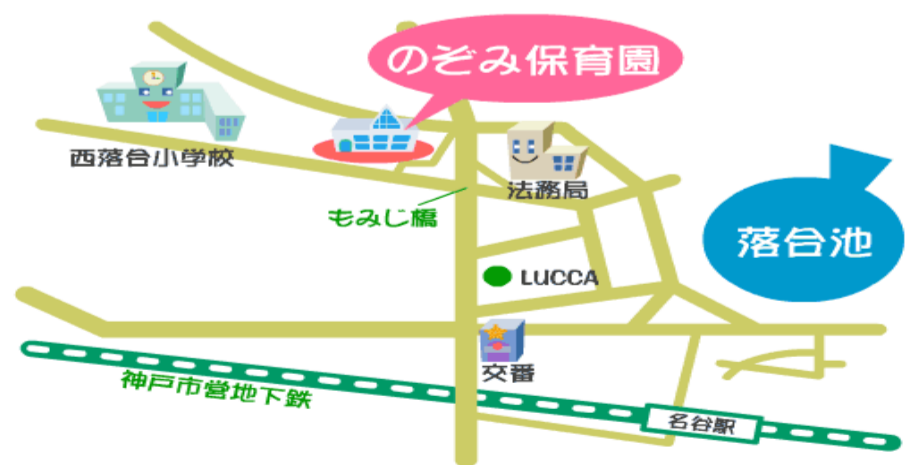 のぞみ保育園
西落合小学校
法務局
もみじ橋
落合池
LUCCA
交番
神戸市営地下鉄
名谷駅